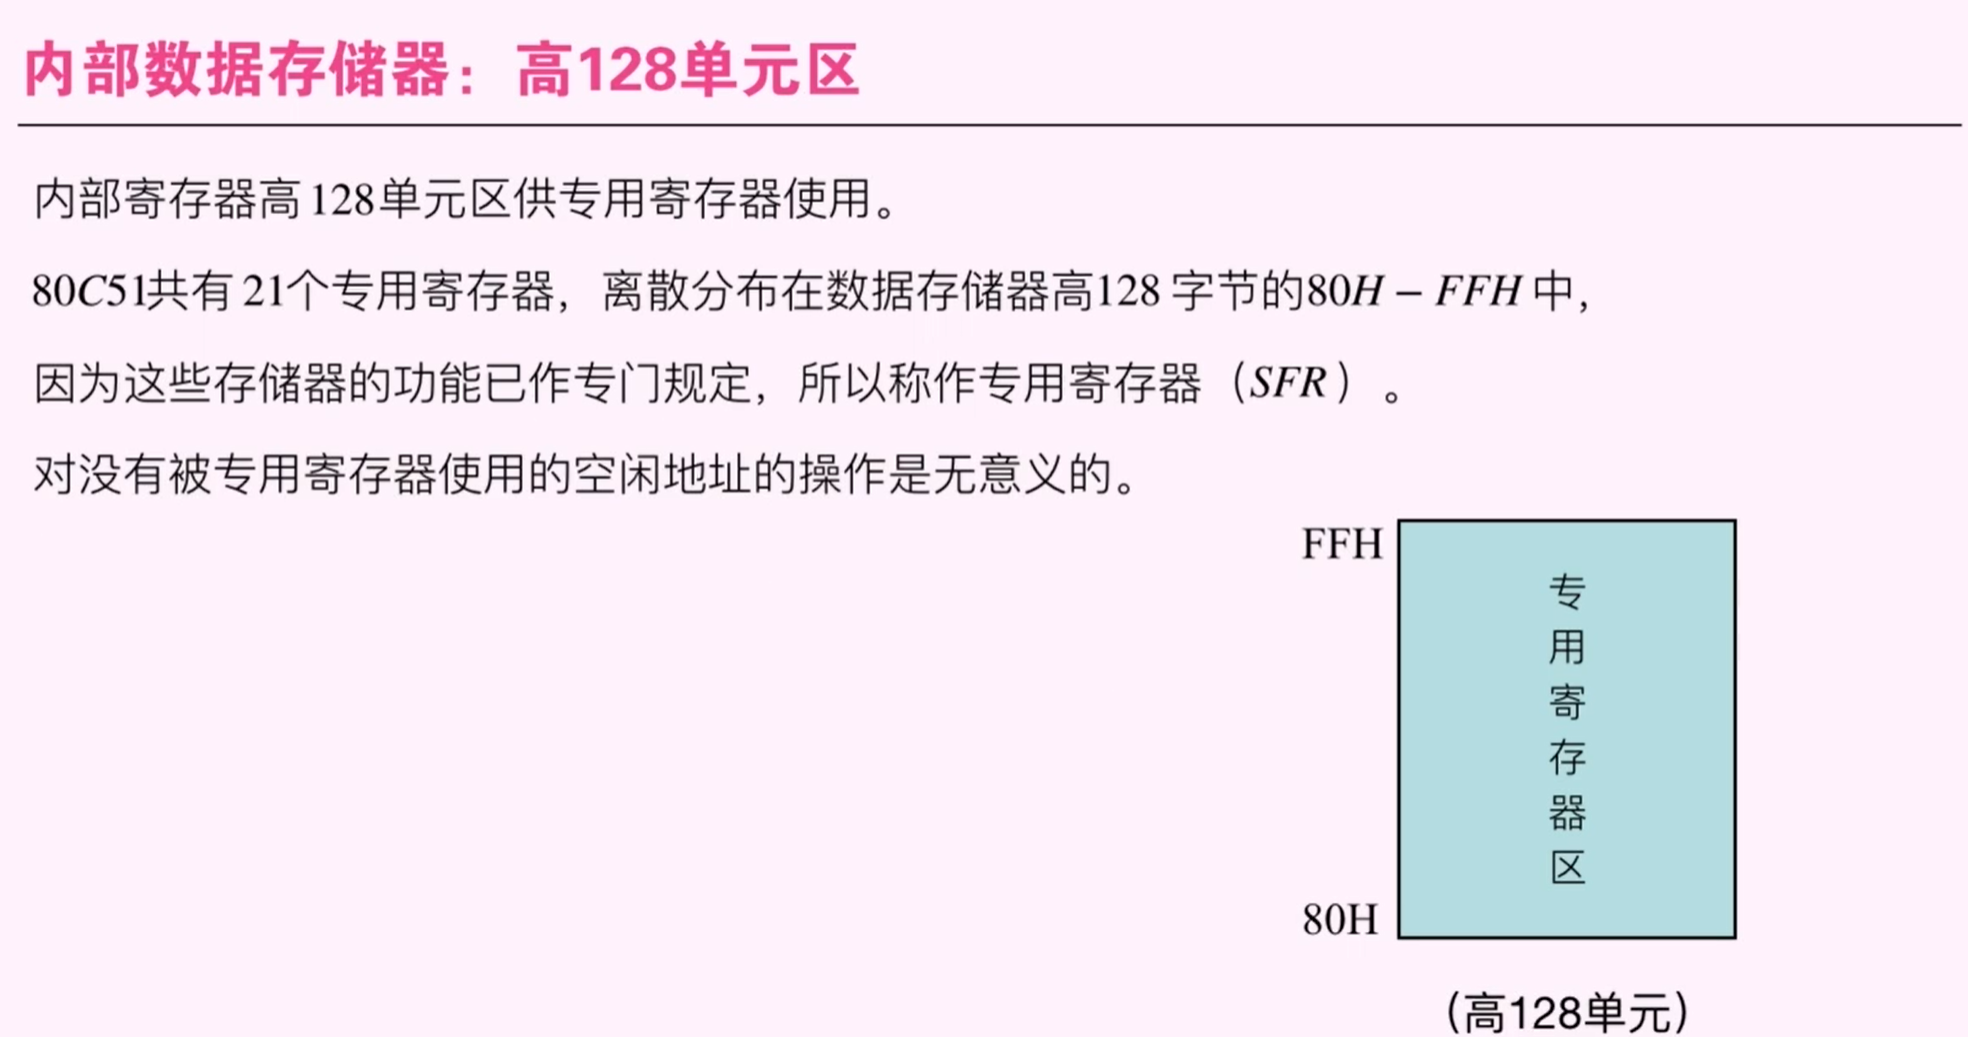 内部数据存储器：高128单元区
内部寄存器高128单元区供专用寄存器使用。
80C51共有21个专用寄存器，离散分布在数据存储器高128字节的80H – FFH中，
因为这些存储器的功能已作专门规定，所以称作专用寄存器（SFR）。
对没有被专用寄存器使用的空闲地址的操作是无意义的。
FFH
专用寄存器区
80H
（高128单元）